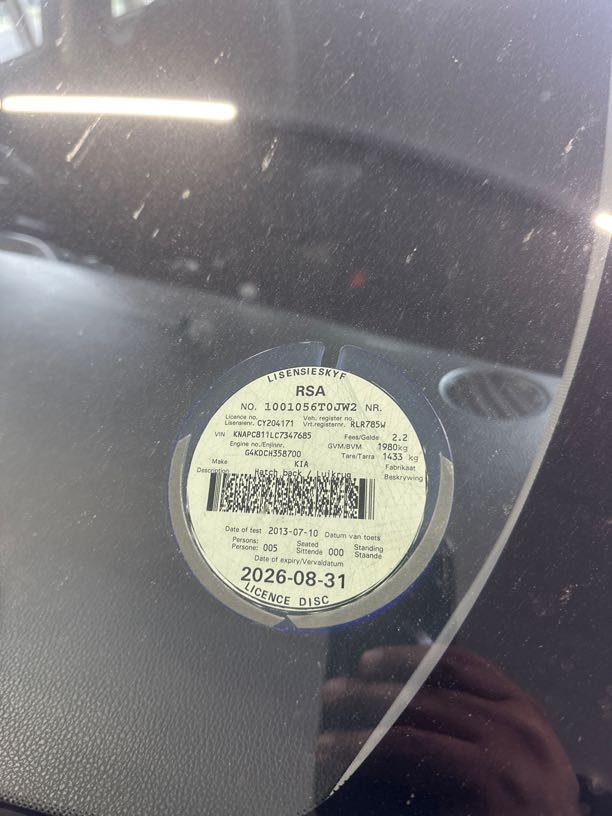 LISENSIESKYF
RSA
NO. 1001056T0JW2 NR.
Licence no. Veh. register no.
Lisensienr. CY204171 Vrt.registernr. RLR785W
VIN KNAPC811LC7347685 Fees/Gelde 2.2
Engine no./Enjinnr. GVM/BVM 1980kg
G4KDCH358700 Tare/Tarra 1433 kg
Make KIA Fabrikaat
Description Hatch back / Luikrug Beskrywing
Date of test 2013-07-10 Datum van toets
Persons: Seated Standing
Persone: 005 Sittende 000 Staande
Date of expiry/Vervaldatum
2026-08-31
LICENCE DISC